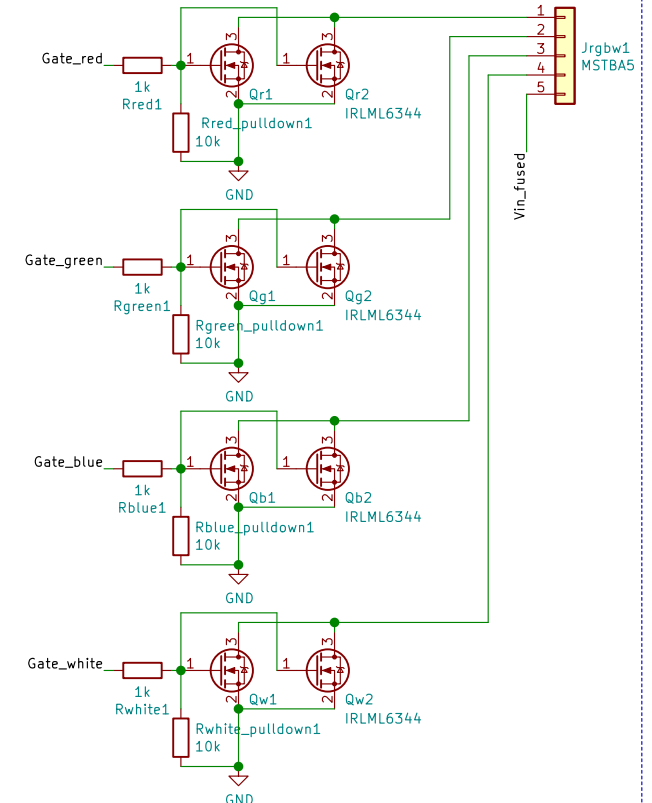 1
2
3
4
5
Jrgbw1
MSTBA5
Vin_fused
Gate_red
1k
Rred1
1
3
2
Qr1
1
3
2
Qr2
IRLML6344
Rred_pulldown1
10k
GND
Gate_green
1k
Rgreen1
1
3
2
Qg1
1
3
2
Qg2
IRLML6344
Rgreen_pulldown1
10k
GND
Gate_blue
1k
Rblue1
1
3
2
Qb1
1
3
2
Qb2
IRLML6344
Rblue_pulldown1
10k
GND
Gate_white
1k
Rwhite1
1
3
2
Qw1
1
3
2
Qw2
IRLML6344
Rwhite_pulldown1
10k
GND